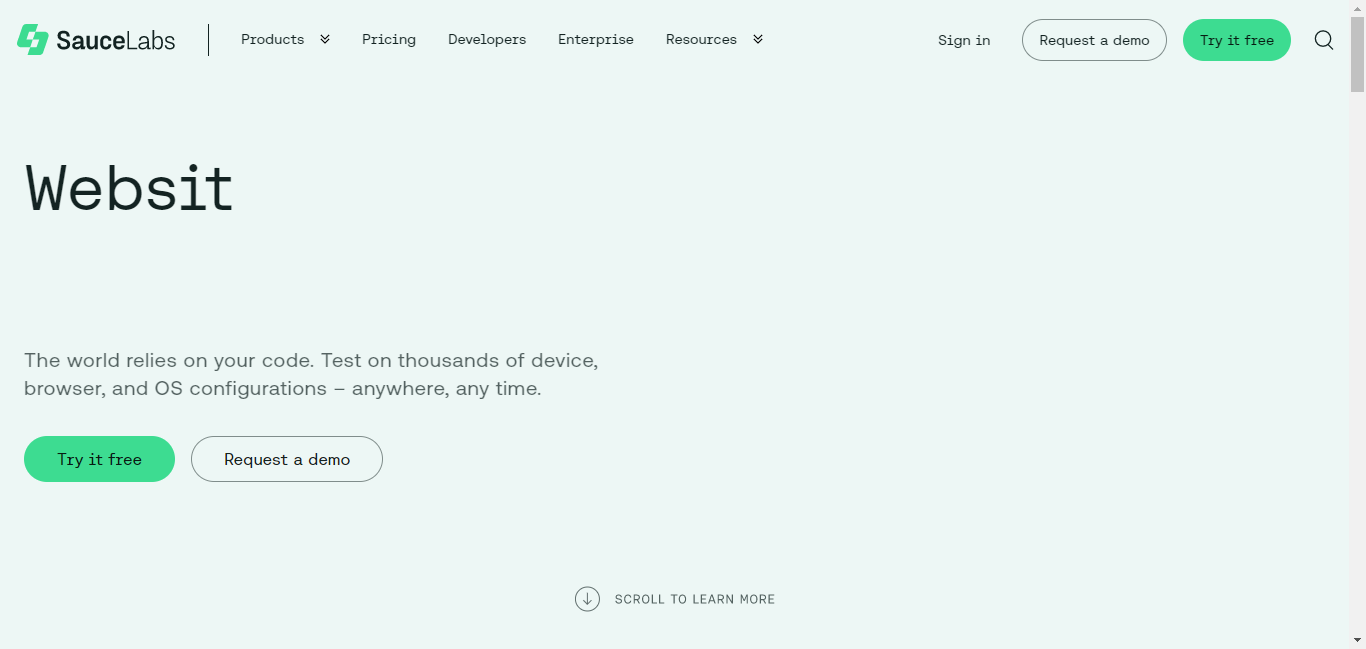 SauceLabs
Products
Pricing
Developers
Enterprise
Resources
Sign in
Request a demo
Try it free
Websit
The world relies on your code. Test on thousands of device,
browser, and OS configurations – anywhere, any time.
Try it free
Request a demo
SCROLL TO LEARN MORE